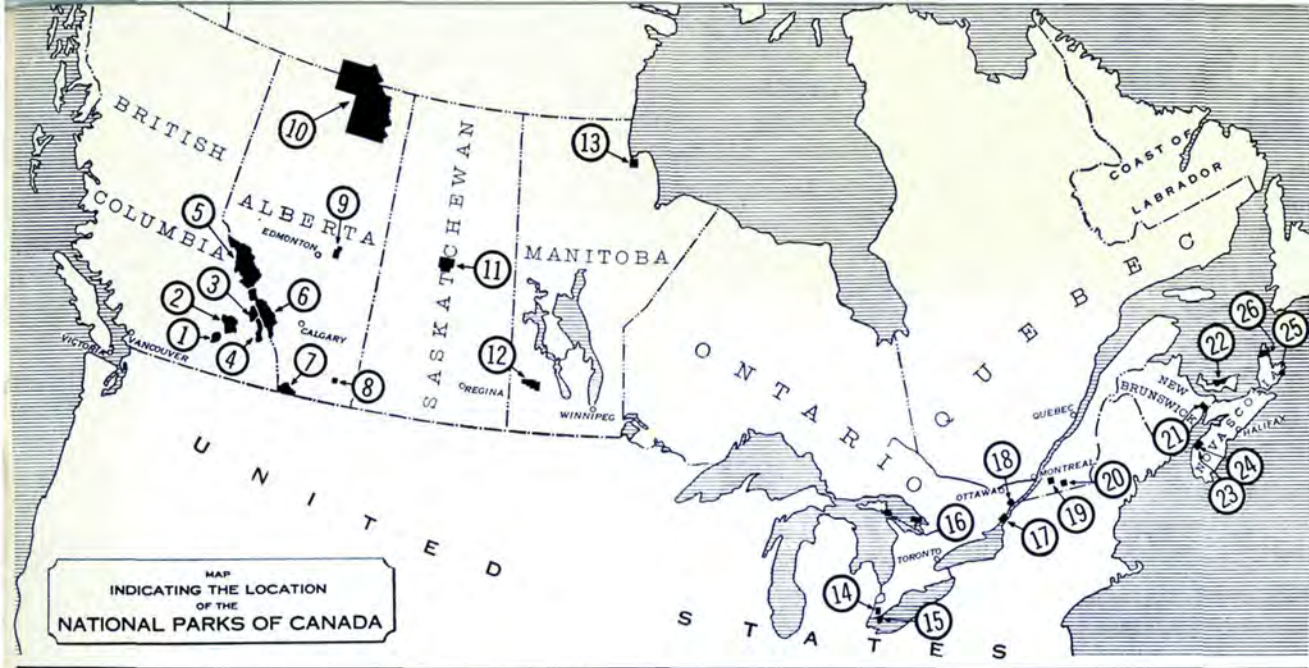 BRITISH
COLUMBIA
ALBERTA
SASKATCHEWAN
MANITOBA
ONTARIO
QUEBEC
COAST OF
LABRADOR
NEW
BRUNSWICK
NOVA SCOTIA
UNITED
STATES
VICTORIA
VANCOUVER
EDMONTON
CALGARY
REGINA
WINNIPEG
TORONTO
OTTAWA
MONTREAL
QUEBEC
HALIFAX
1
2
3
4
5
6
7
8
9
10
11
12
13
14
15
16
17
18
19
20
21
22
23
24
25
26
MAP
INDICATING THE LOCATION
OF THE
NATIONAL PARKS OF CANADA